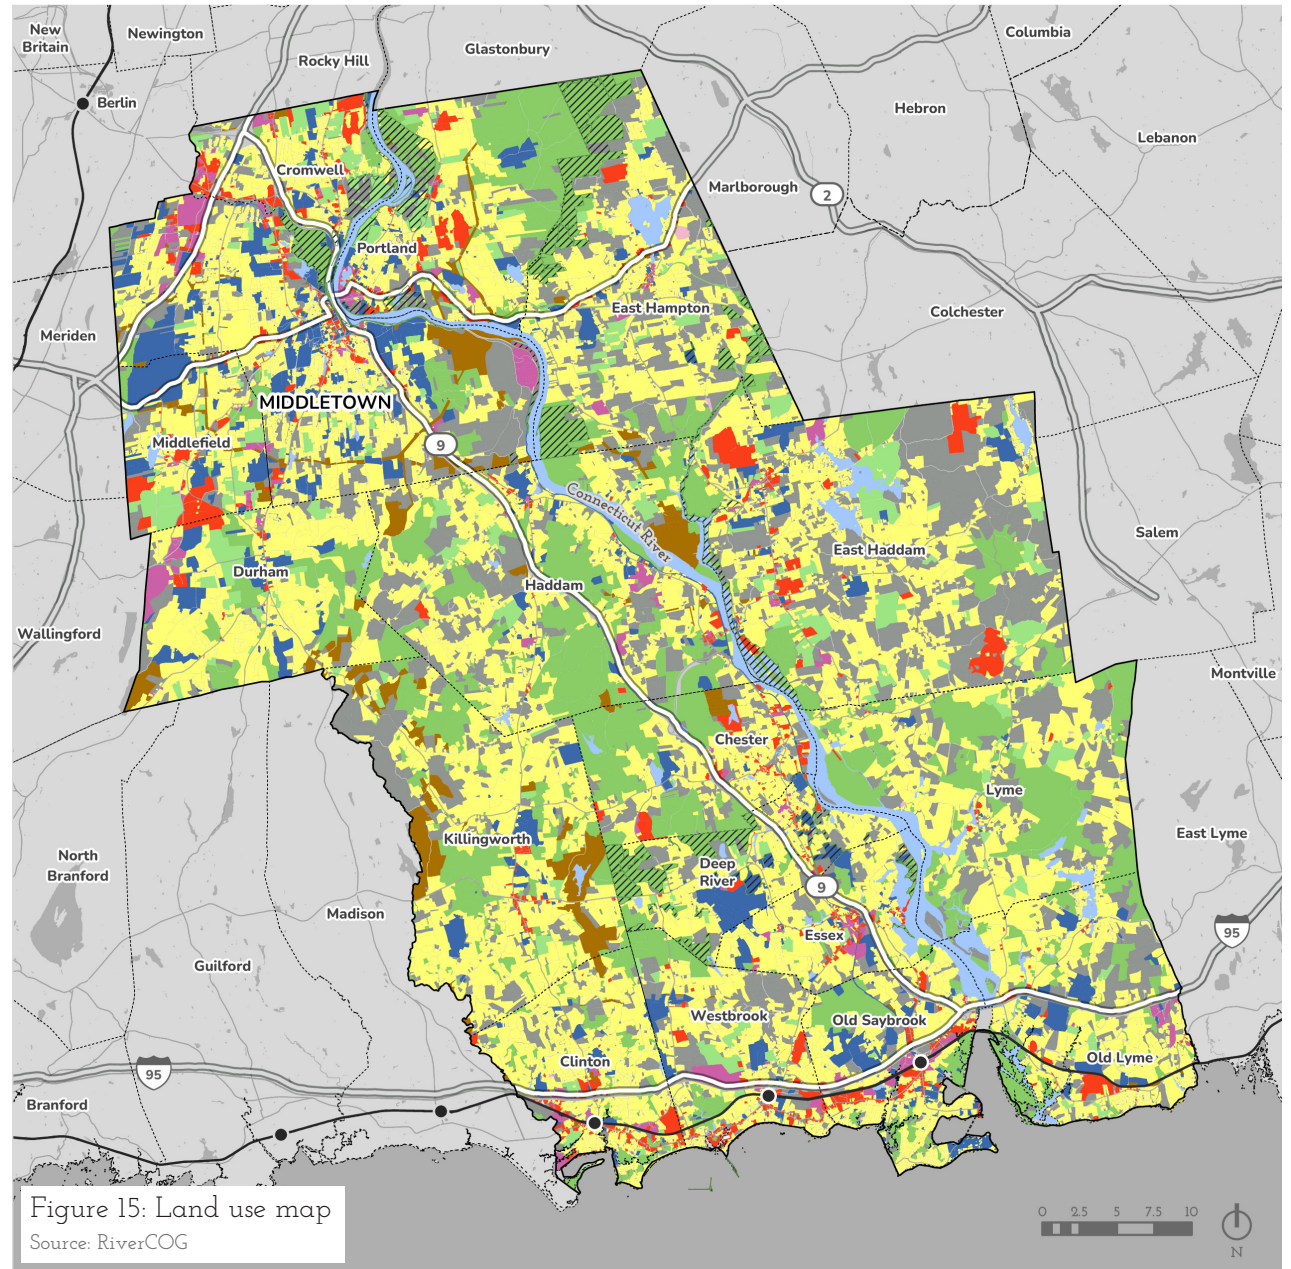 New
Britain
Newington
Rocky Hill
Glastonbury
Columbia
Berlin
Hebron
Lebanon
Cromwell
Marlborough
2
Portland
East Hampton
Colchester
Meriden
MIDDLETOWN
Middlefield
9
Connecticut River
Salem
East Haddam
Durham
Haddam
Wallingford
Montville
Chester
Lyme
Killingworth
East Lyme
North
Branford
Deep
River
9
Madison
Essex
95
Guilford
Westbrook
Old Saybrook
Clinton
Old Lyme
95
Branford
Figure 15: Land use map
Source: RiverCOG
0 2.5 5 7.5 10
N